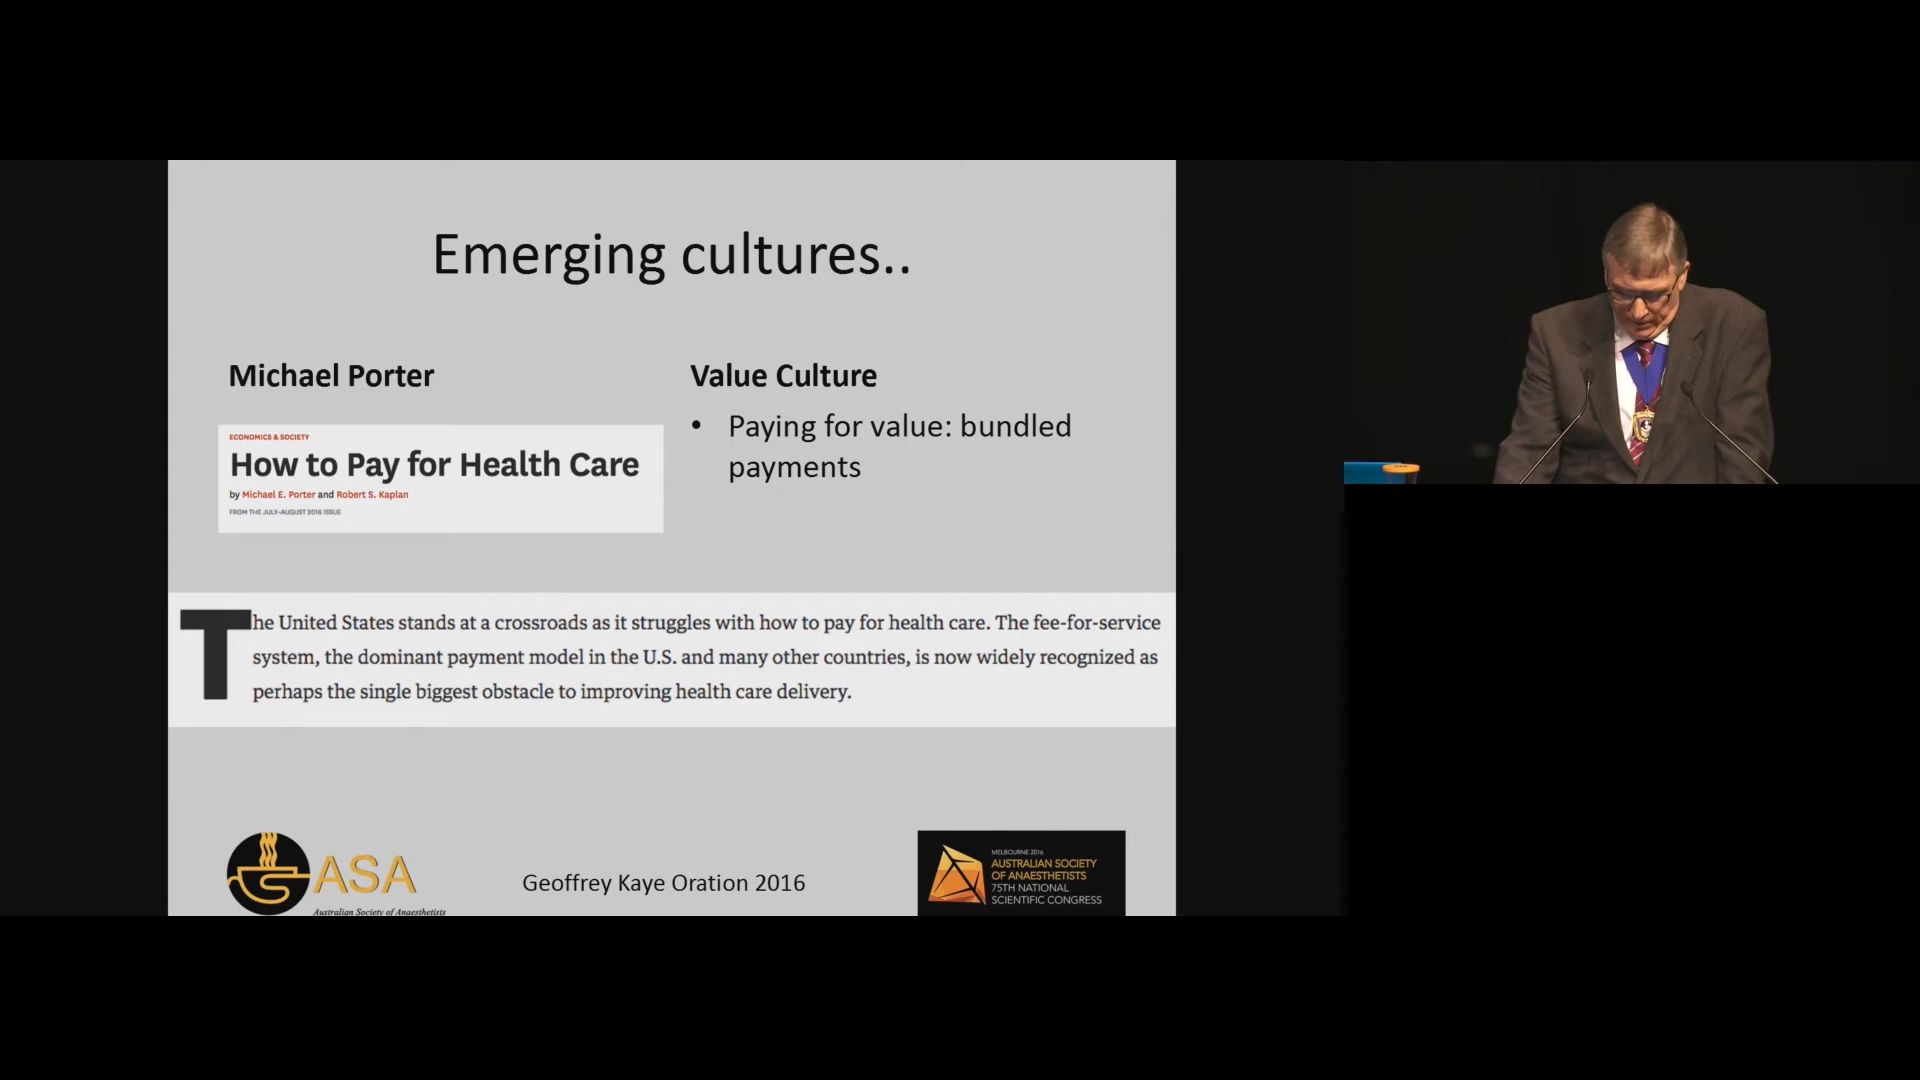 Emerging cultures..
Michael Porter
ECONOMICS & SOCIETY
How to Pay for Health Care
by Michael E. Porter and Robert S. Kaplan
FROM THE JULY-AUGUST 2016 ISSUE
Value Culture
• Paying for value: bundled
payments
The United States stands at a crossroads as it struggles with how to pay for health care. The fee-for-service
system, the dominant payment model in the U.S. and many other countries, is now widely recognized as
perhaps the single biggest obstacle to improving health care delivery.
ASA
Australian Society of Anaesthetists
Geoffrey Kaye Oration 2016
MELBOURNE 2016
AUSTRALIAN SOCIETY
OF ANAESTHETISTS
75TH NATIONAL
SCIENTIFIC CONGRESS